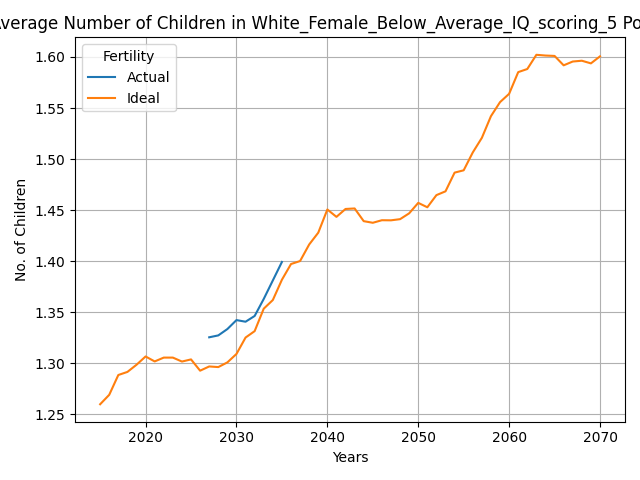 Average Number of Children in White_Female_Below_Average_IQ_scoring_5 Po
Fertility
Actual
Ideal
No. of Children
1.60
1.55
1.50
1.45
1.40
1.35
1.30
1.25
2020 2030 2040 2050 2060 2070
Years